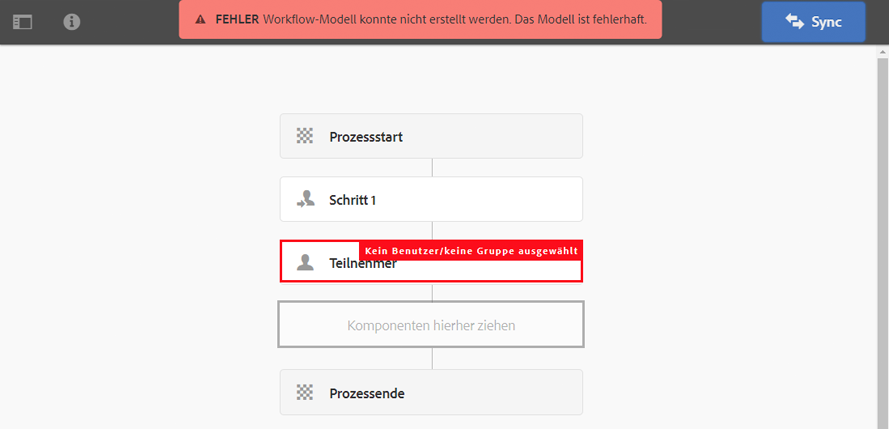 FEHLER Workflow-Modell konnte nicht erstellt werden. Das Modell ist fehlerhaft.
Sync
Prozessstart
Schritt 1
Kein Benutzer/keine Gruppe ausgewählt
Teilnehmer
Komponenten hierher ziehen
Prozessende